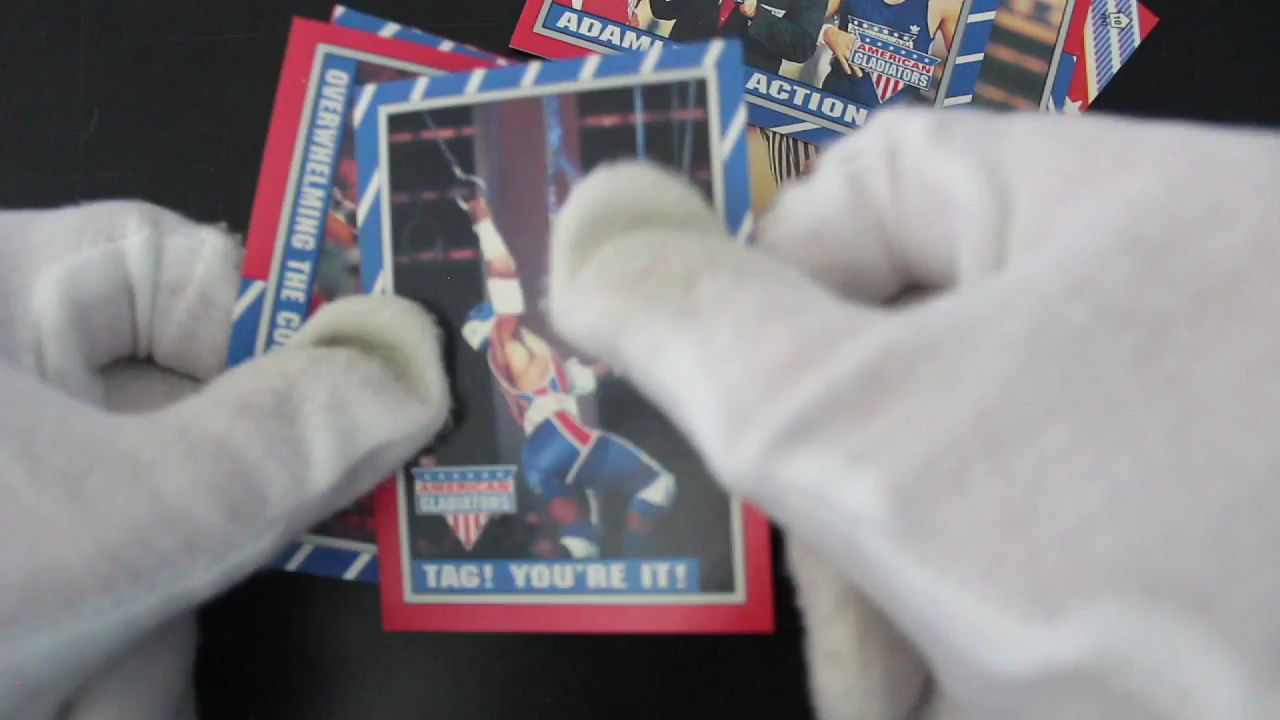 ADAM
ACTION
AMERICAN
GLADIATORS
OVERWHELMING THE CO
AMERICAN
GLADIATORS
TAG! YOU'RE IT!